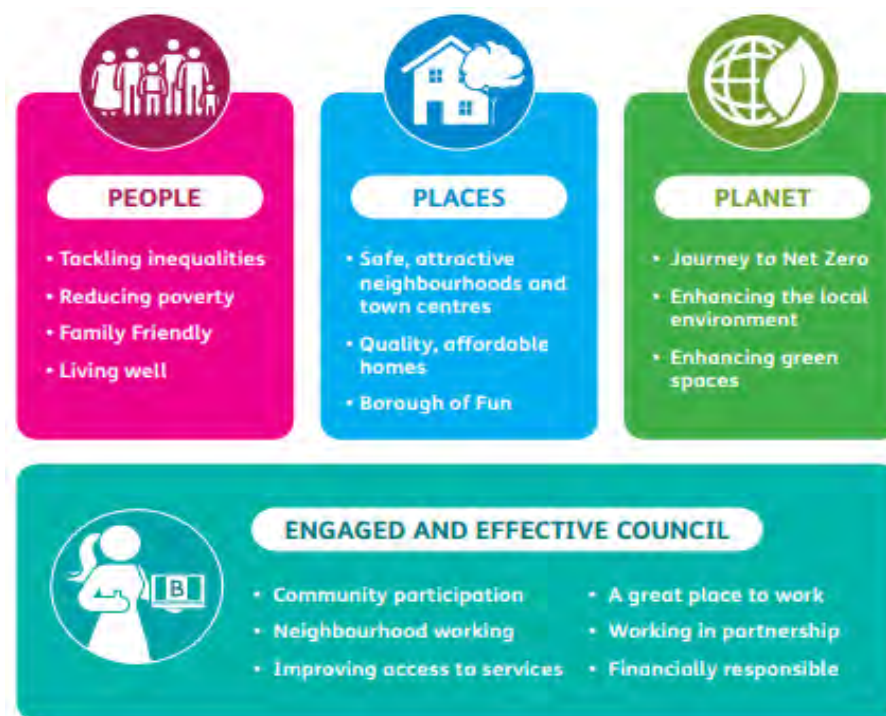 PEOPLE
• Tackling inequalities
• Reducing poverty
• Family Friendly
• Living well
PLACES
• Safe, attractive
neighbourhoods and
town centres
• Quality, affordable
homes
• Borough of Fun
PLANET
• Journey to Net Zero
• Enhancing the local
environment
• Enhancing green
spaces
ENGAGED AND EFFECTIVE COUNCIL
B
• Community participation
• Neighbourhood working
• Improving access to services
• A great place to work
• Working in partnership
• Financially responsible